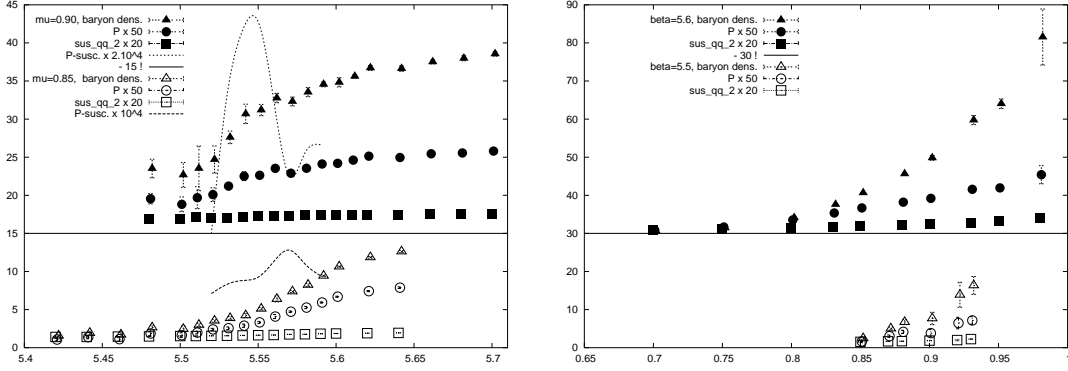 45
40
35
30
25
20
15
10
5
0
5.4
5.45
5.5
5.55
5.6
5.65
5.7
mu=0.90, baryon dens.
P x 50
sus_qq_2 x 20
P-susc. x 2.10^4
- 15 !
mu=0.85, baryon dens.
P x 50
sus_qq_2 x 20
P-susc. x 10^4
90
80
70
60
50
40
30
20
10
0
0.65
0.7
0.75
0.8
0.85
0.9
0.95
1
beta=5.6, baryon dens.
P x 50
sus_qq_2 x 20
- 30 !
beta=5.5, baryon dens.
P x 50
sus_qq_2 x 20